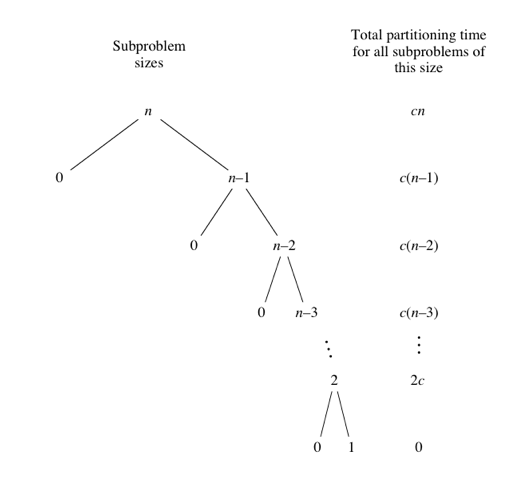 Subproblem
sizes
Total partitioning time
for all subproblems of
this size
n
cn
0
n–1
c(n–1)
0
n–2
c(n–2)
0
n–3
c(n–3)
⋱
⋮
2
2c
0
1
0